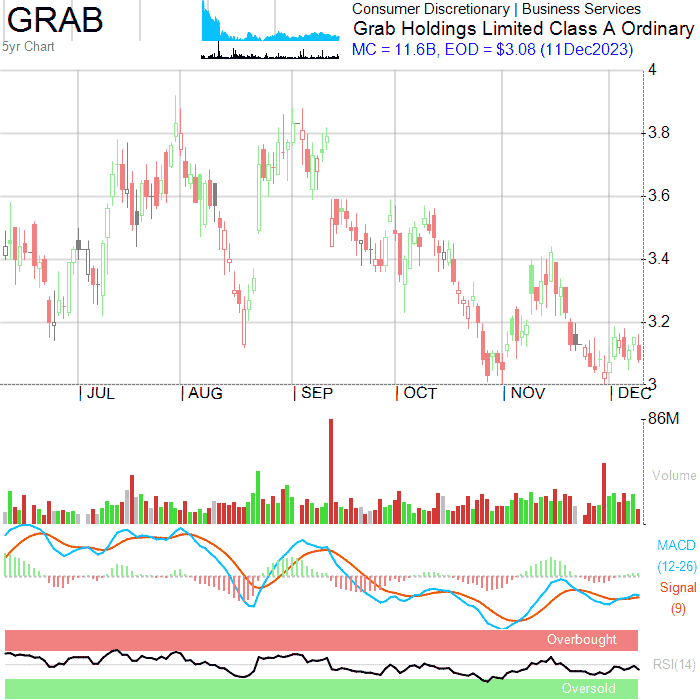 GRAB
5yr Chart
Consumer Discretionary | Business Services
Grab Holdings Limited Class A Ordinary
MC = 11.6B, EOD = $3.08 (11Dec2023)
4
3.8
3.6
3.4
3.2
3
| JUL | AUG | SEP | OCT | NOV | DEC
86M
Volume
MACD
(12-26)
Signal
(9)
Overbought
RSI(14)
Oversold